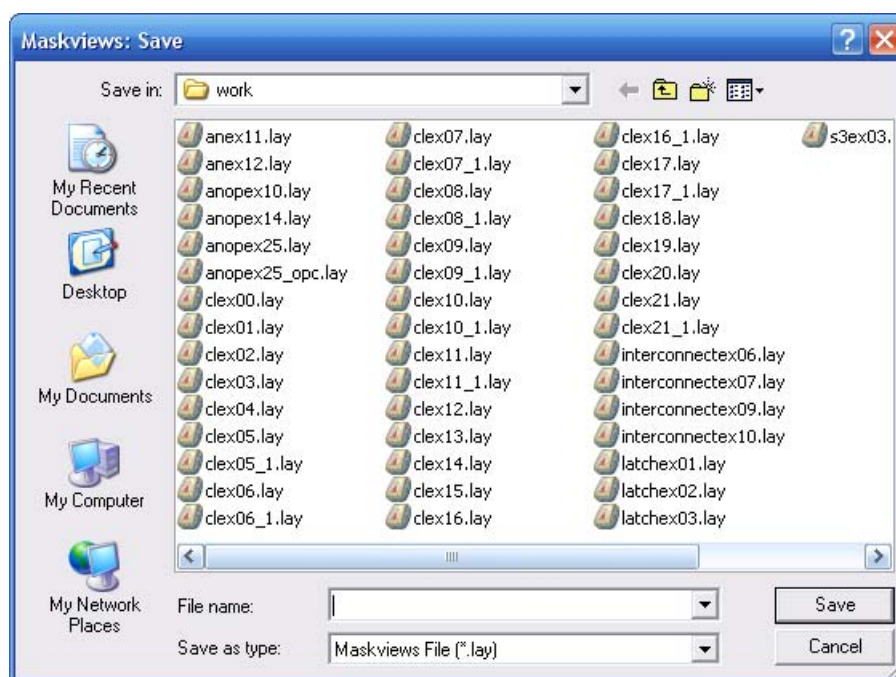 Maskviews: Save
Save in:
work
My Recent
Documents
Desktop
My Documents
My Computer
My Network
Places
anex11.lay
anex12.lay
anopex10.lay
anopex14.lay
anopex25.lay
anopex25_opc.lay
clex00.lay
clex01.lay
clex02.lay
clex03.lay
clex04.lay
clex05.lay
clex05_1.lay
clex06.lay
clex06_1.lay
clex07.lay
clex07_1.lay
clex08.lay
clex08_1.lay
clex09.lay
clex09_1.lay
clex10.lay
clex10_1.lay
clex11.lay
clex11_1.lay
clex12.lay
clex13.lay
clex14.lay
clex15.lay
clex16.lay
clex16_1.lay
clex17.lay
clex17_1.lay
clex18.lay
clex19.lay
clex20.lay
clex21.lay
clex21_1.lay
interconnectex06.lay
interconnectex07.lay
interconnectex09.lay
interconnectex10.lay
latchex01.lay
latchex02.lay
latchex03.lay
s3ex03.
File name:
Save
Save as type:
Maskviews File (*.lay)
Cancel